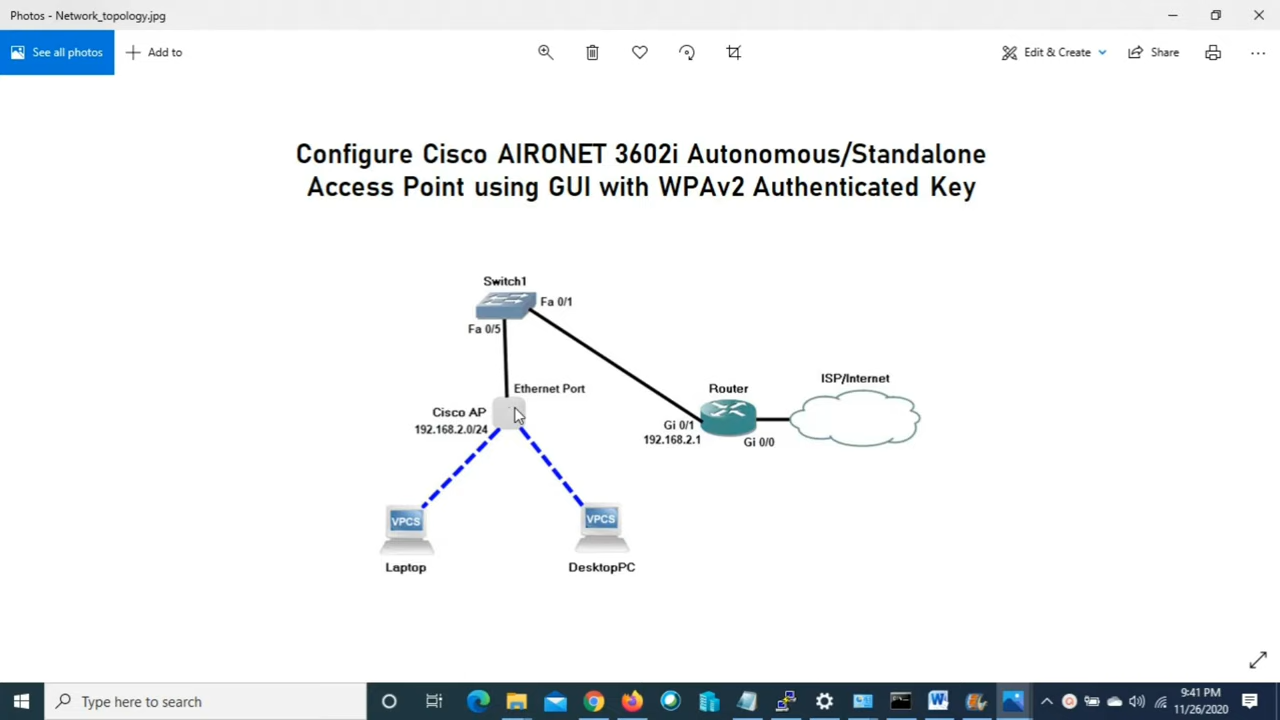 Photos - Network_topology.jpg
See all photos
Add to
Edit & Create
Share
Configure Cisco AIRONET 3602i Autonomous/Standalone
Access Point using GUI with WPAv2 Authenticated Key
Switch1
Fa 0/1
Fa 0/5
Ethernet Port
Cisco AP
192.168.2.0/24
Router
ISP/Internet
Gi 0/1
192.168.2.1
Gi 0/0
VPCS
VPCS
Laptop
DesktopPC
Type here to search
W
9:41 PM
11/26/2020